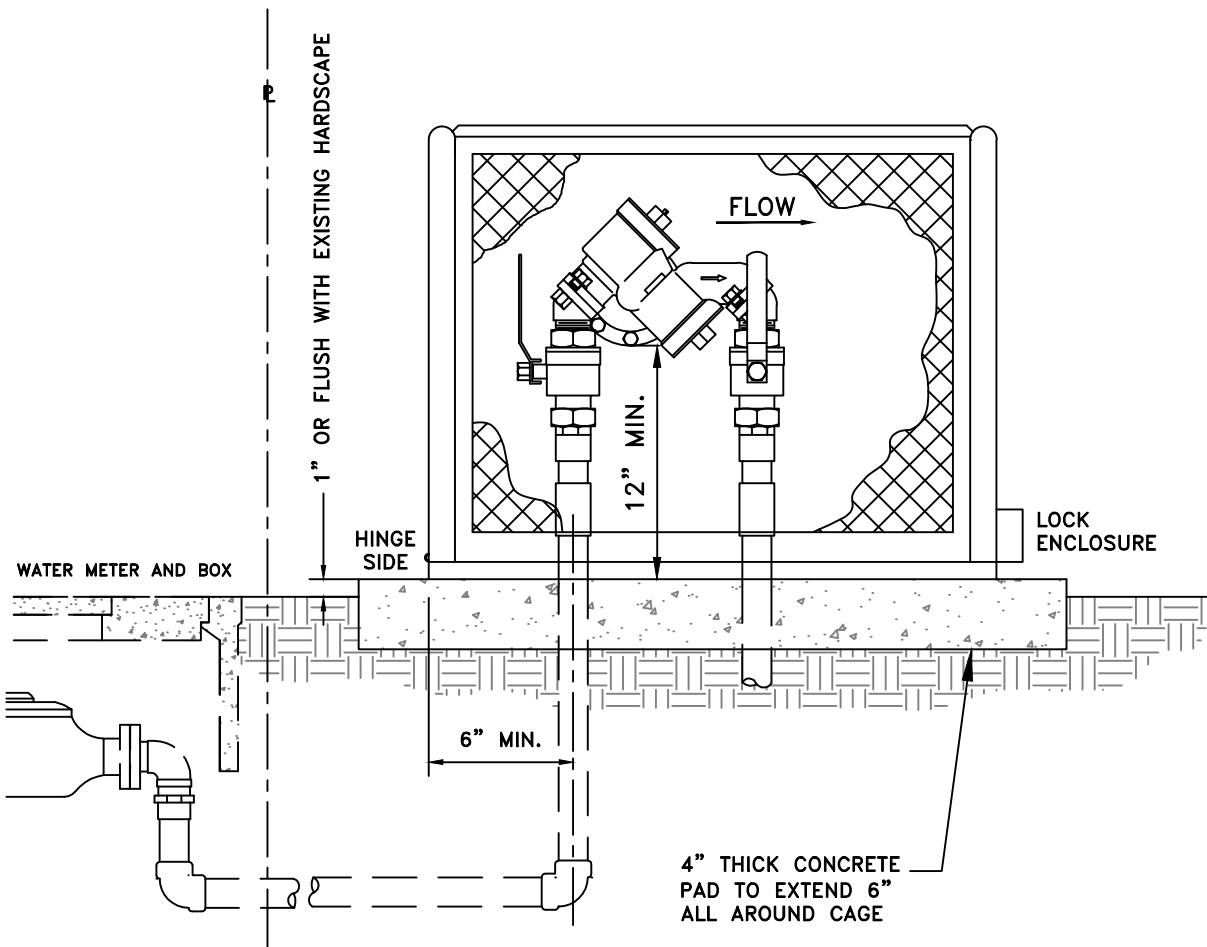 ℄
1” OR FLUSH WITH EXISTING HARDSCAPE
FLOW
12” MIN.
HINGE
SIDE
LOCK
ENCLOSURE
WATER METER AND BOX
6” MIN.
4” THICK CONCRETE
PAD TO EXTEND 6”
ALL AROUND CAGE